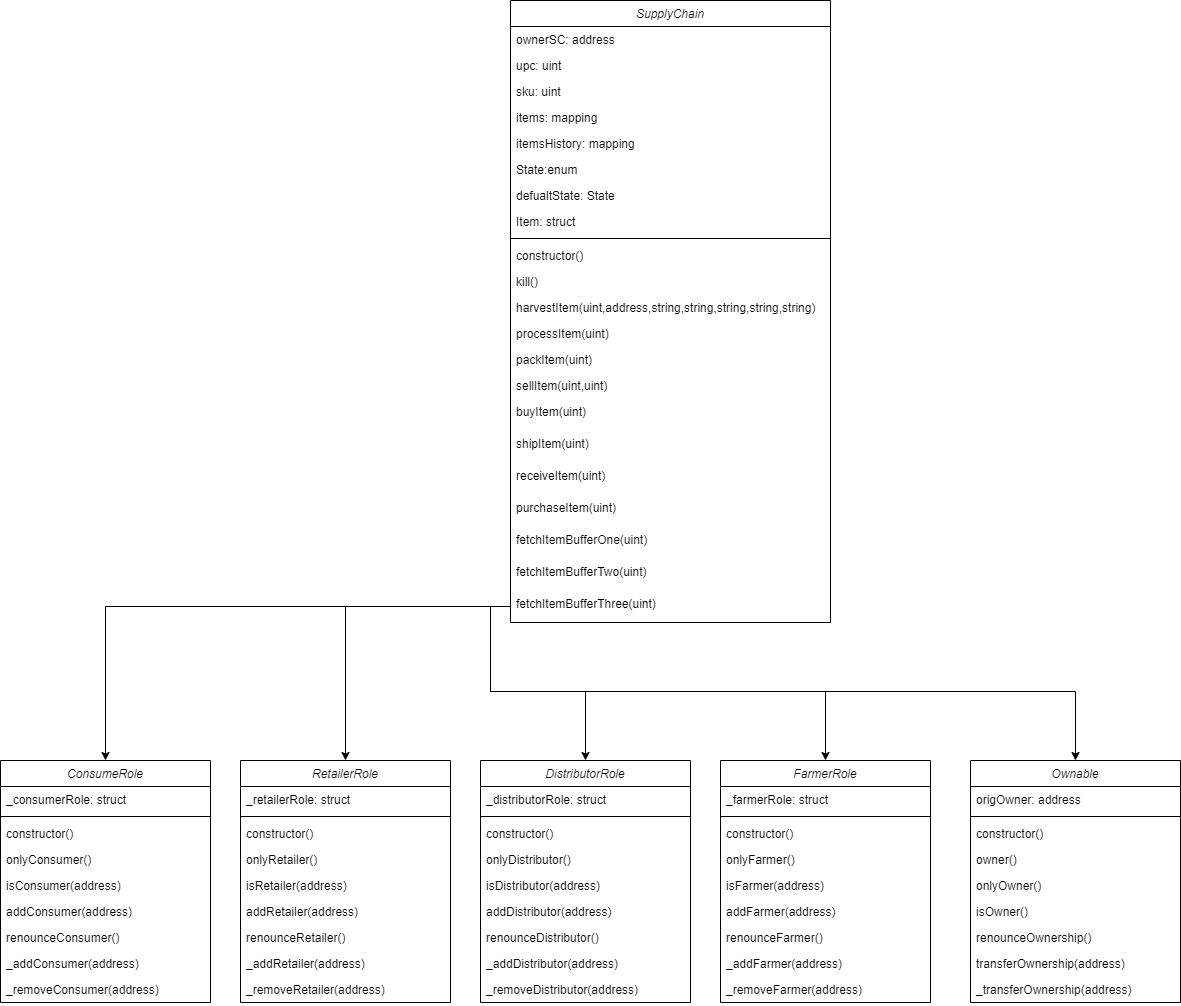 SupplyChain
ownerSC: address
upc: uint
sku: uint
items: mapping
itemsHistory: mapping
State:enum
defualtState: State
Item: struct
constructor()
kill()
harvestItem(uint,address,string,string,string,string,string)
processItem(uint)
packItem(uint)
sellItem(uint,uint)
buyItem(uint)
shipItem(uint)
receiveItem(uint)
purchaseItem(uint)
fetchItemBufferOne(uint)
fetchItemBufferTwo(uint)
fetchItemBufferThree(uint)
ConsumeRole
_consumerRole: struct
constructor()
onlyConsumer()
isConsumer(address)
addConsumer(address)
renounceConsumer()
_addConsumer(address)
_removeConsumer(address)
RetailerRole
_retailerRole: struct
constructor()
onlyRetailer()
isRetailer(address)
addRetailer(address)
renounceRetailer()
_addRetailer(address)
_removeRetailer(address)
DistributorRole
_distributorRole: struct
constructor()
onlyDistributor()
isDistributor(address)
addDistributor(address)
renounceDistributor()
_addDistributor(address)
_removeDistributor(address)
FarmerRole
_farmerRole: struct
constructor()
onlyFarmer()
isFarmer(address)
addFarmer(address)
renounceFarmer()
_addFarmer(address)
_removeFarmer(address)
Ownable
origOwner: address
constructor()
owner()
onlyOwner()
isOwner()
renounceOwnership()
transferOwnership(address)
_transferOwnership(address)